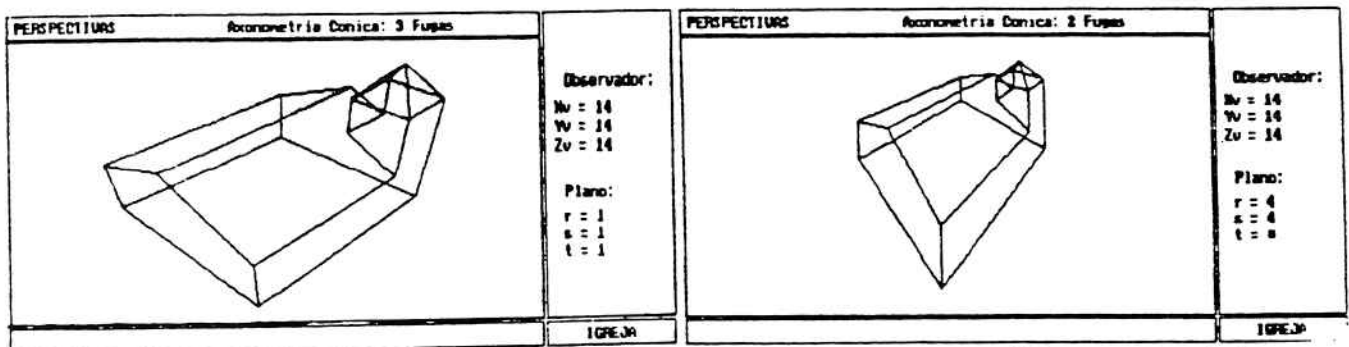 PERSPECTIVAS
Axonometria Conica: 3 Fugas
Observador:
Xv = 14
Yv = 14
Zv = 14
Plano:
r = 1
s = 1
t = 1
IGREJA
PERSPECTIVAS
Axonometria Conica: 2 Fugas
Observador:
Xv = 14
Yv = 14
Zv = 14
Plano:
r = 4
s = 4
t =
IGREJA